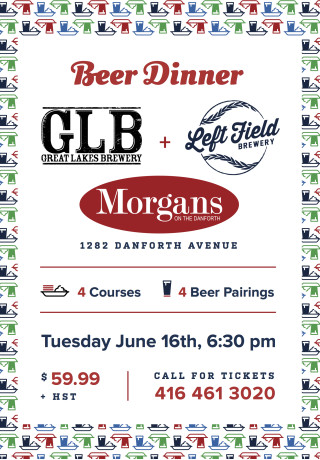 Beer Dinner
GLB
GREAT LAKES BREWERY
+
Left Field
BREWERY
Morgans
ON THE DANFORTH
1282 DANFORTH AVENUE
4 Courses
4 Beer Pairings
Tuesday June 16th, 6:30 pm
$ 59.99
+ HST
CALL FOR TICKETS
416 461 3020